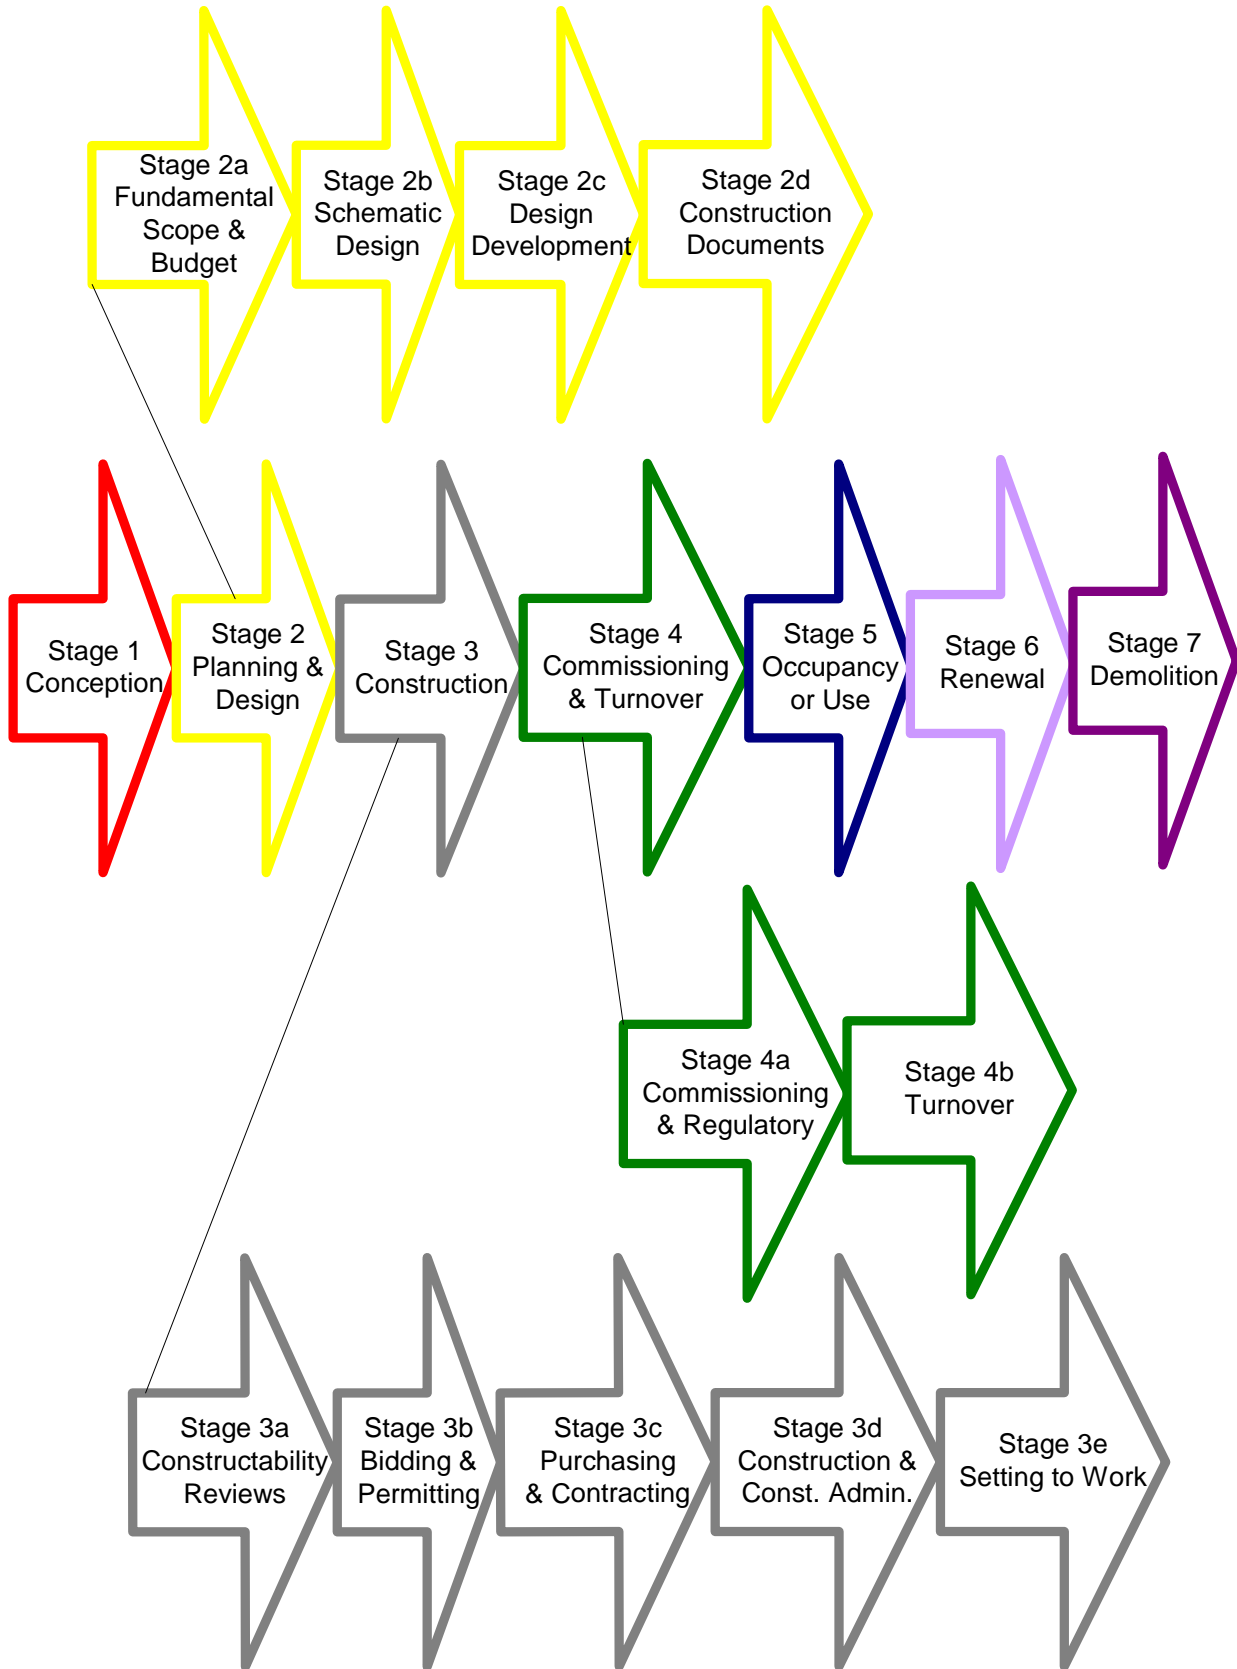 Stage 2a
Fundamental
Scope &
Budget
Stage 2b
Schematic
Design
Stage 2c
Design
Development
Stage 2d
Construction
Documents
Stage 1
Conception
Stage 2
Planning &
Design
Stage 3
Construction
Stage 4
Commissioning
& Turnover
Stage 5
Occupancy
or Use
Stage 6
Renewal
Stage 7
Demolition
Stage 4a
Commissioning
& Regulatory
Stage 4b
Turnover
Stage 3a
Constructability
Reviews
Stage 3b
Bidding &
Permitting
Stage 3c
Purchasing
& Contracting
Stage 3d
Construction &
Const. Admin.
Stage 3e
Setting to Work